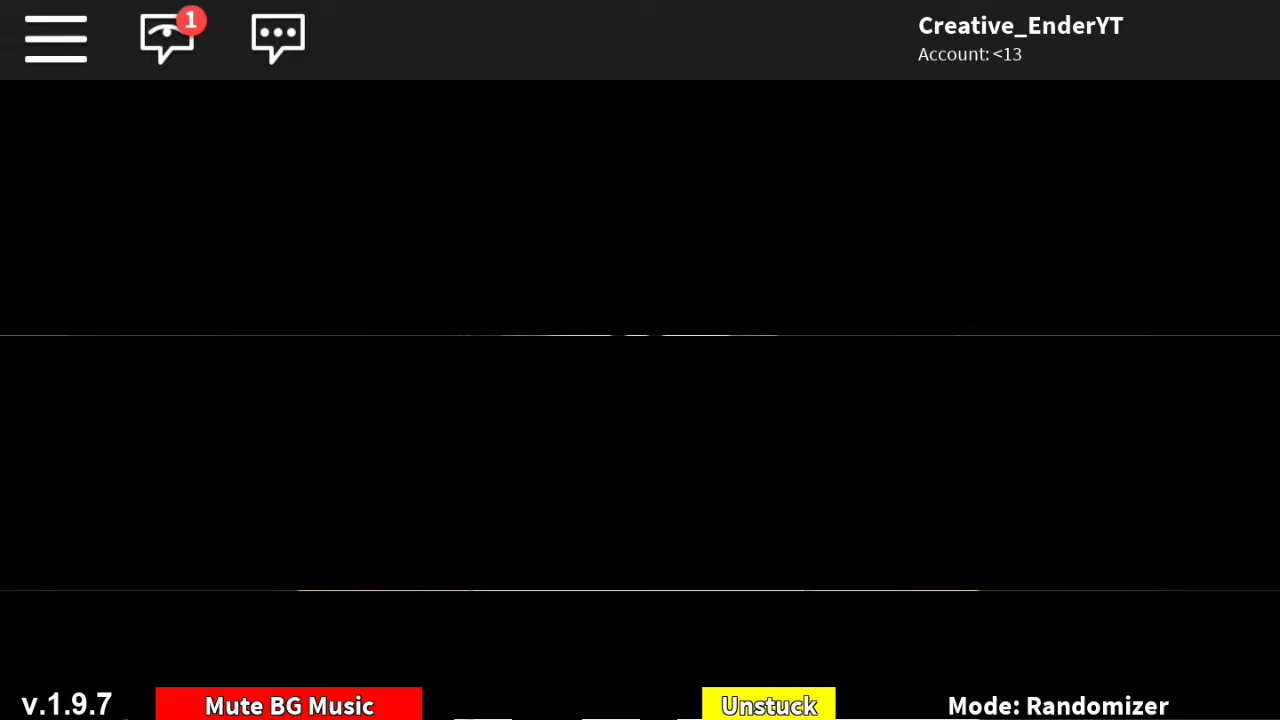 1
Creative_EnderYT
Account: <13
v.1.9.7
Mute BG Music
Unstuck
Mode: Randomizer